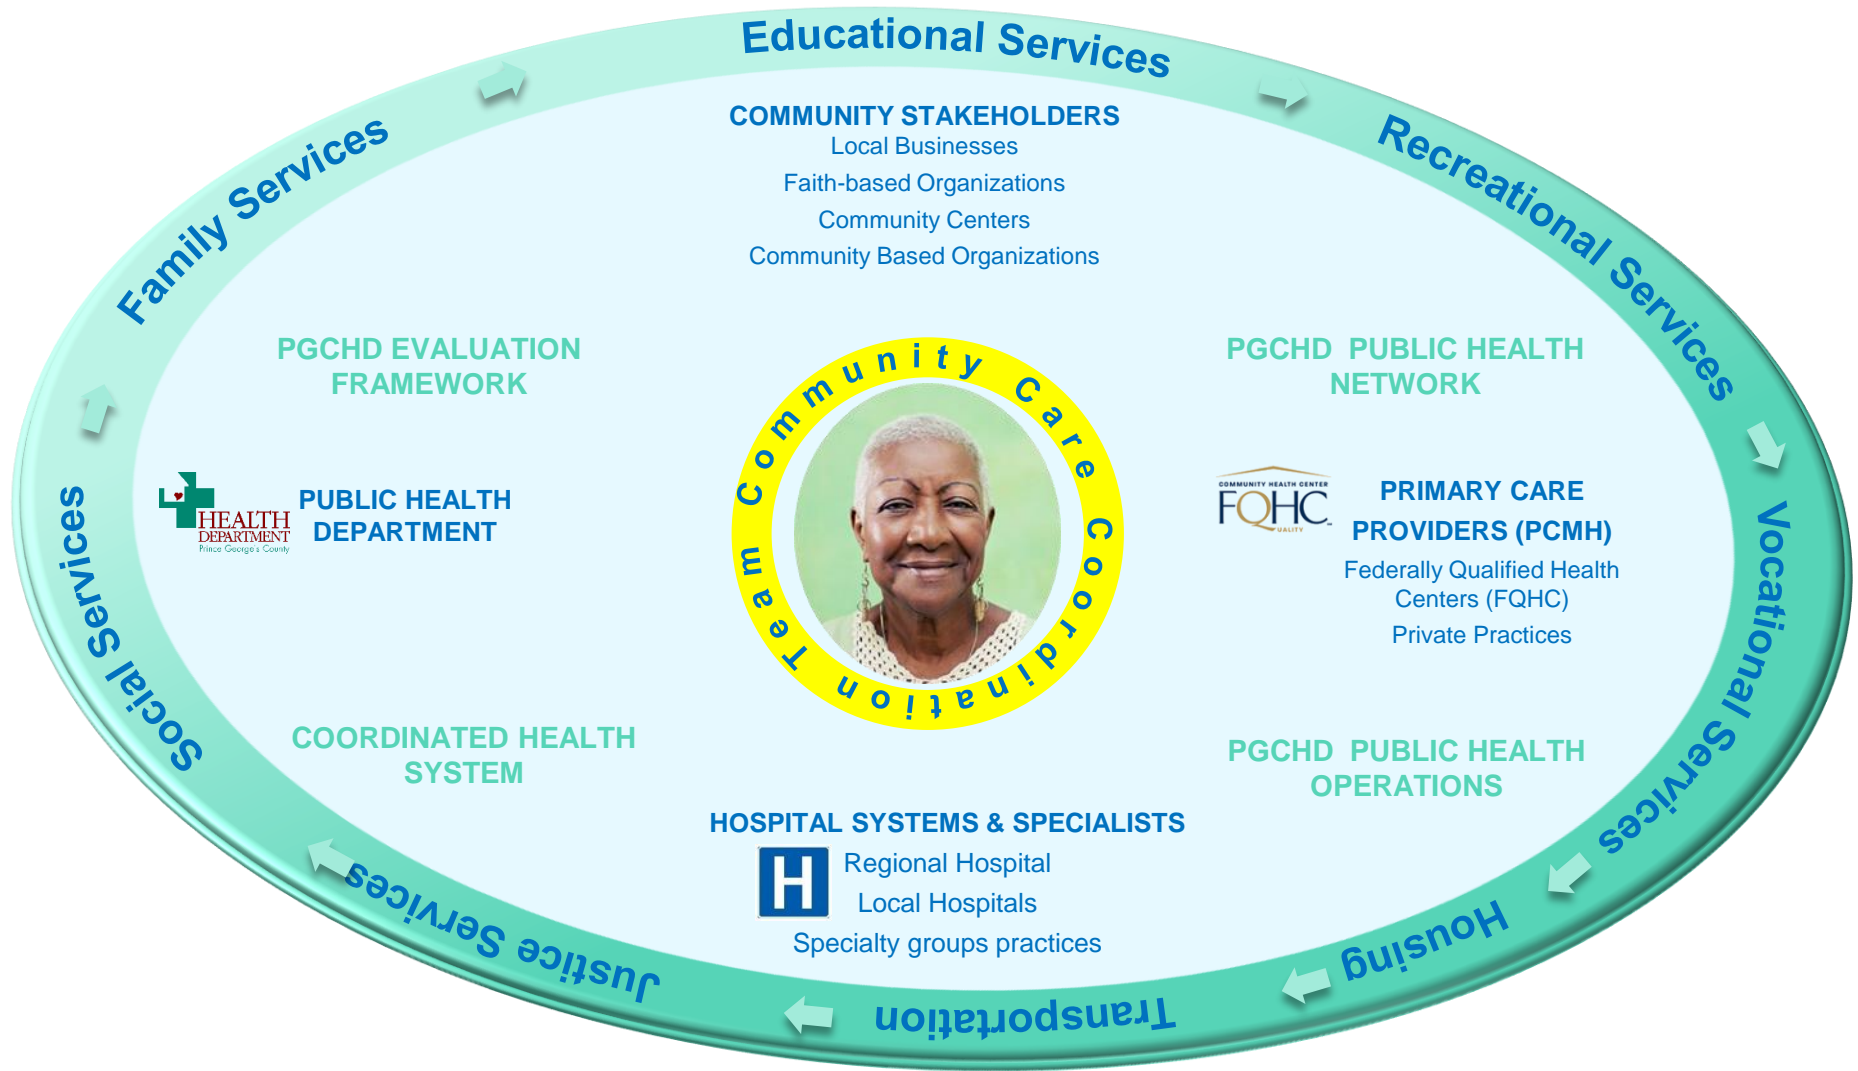 Educational Services
Recreational Services
Vocational Services
Housing
Transportation
Justice Services
Social Services
Family Services
COMMUNITY STAKEHOLDERS
Local Businesses
Faith-based Organizations
Community Centers
Community Based Organizations
PGCHD EVALUATION
FRAMEWORK
PGCHD PUBLIC HEALTH
NETWORK
Community Care Coordination Team
HEALTH
DEPARTMENT
Prince George's County
PUBLIC HEALTH
DEPARTMENT
COMMUNITY HEALTH CENTER
FQHC
UALITY
PRIMARY CARE
PROVIDERS (PCMH)
Federally Qualified Health
Centers (FQHC)
Private Practices
COORDINATED HEALTH
SYSTEM
PGCHD PUBLIC HEALTH
OPERATIONS
HOSPITAL SYSTEMS & SPECIALISTS
H
Regional Hospital
Local Hospitals
Specialty groups practices